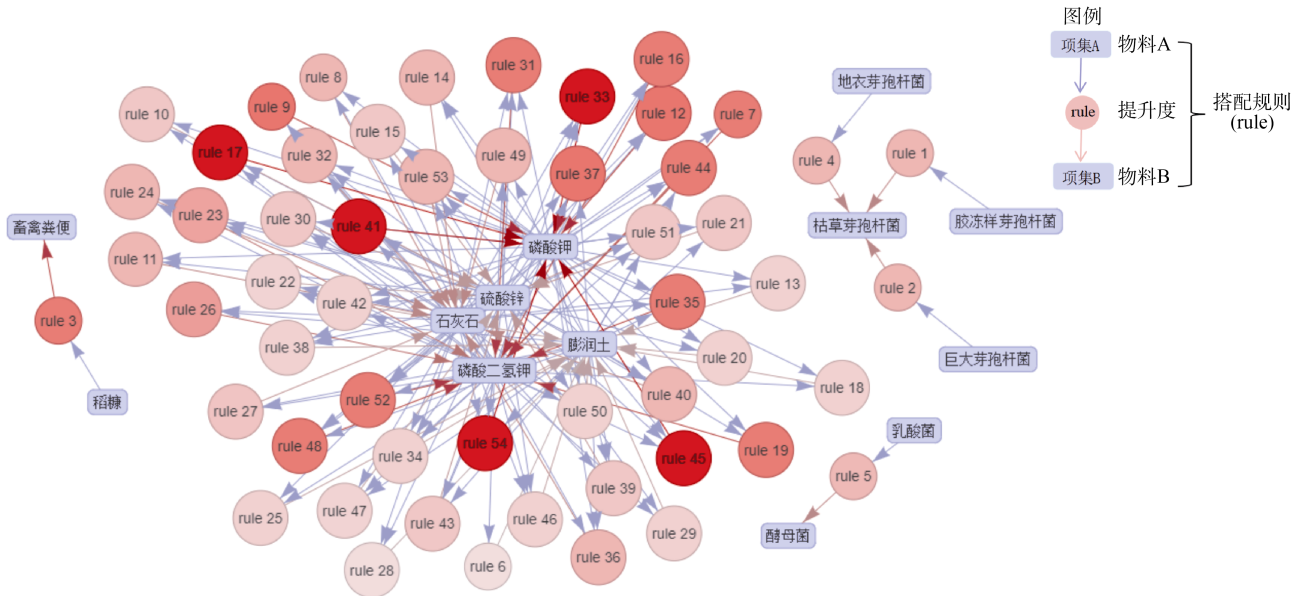 图例
项集A
物料A
rule
提升度
搭配规则
(rule)
项集B
物料B
rule 31
rule 16
rule 8
rule 14
rule 33
rule 9
rule 10
rule 12
rule 7
rule 15
rule 17
rule 32
rule 49
rule 53
rule 37
rule 44
rule 24
rule 23
rule 30
rule 41
rule 51
rule 21
磷酸钾
rule 11
rule 22
rule 42
硫酸锌
rule 13
rule 26
石灰石
rule 35
rule 38
膨润土
rule 20
磷酸二氢钾
rule 18
rule 27
rule 52
rule 50
rule 40
rule 48
rule 54
rule 34
rule 45
rule 19
rule 39
rule 25
rule 47
rule 43
rule 46
rule 29
rule 28
rule 6
rule 36
畜禽粪便
rule 3
稻糠
地衣芽孢杆菌
rule 4
rule 1
枯草芽孢杆菌
胶冻样芽孢杆菌
rule 2
巨大芽孢杆菌
乳酸菌
rule 5
酵母菌